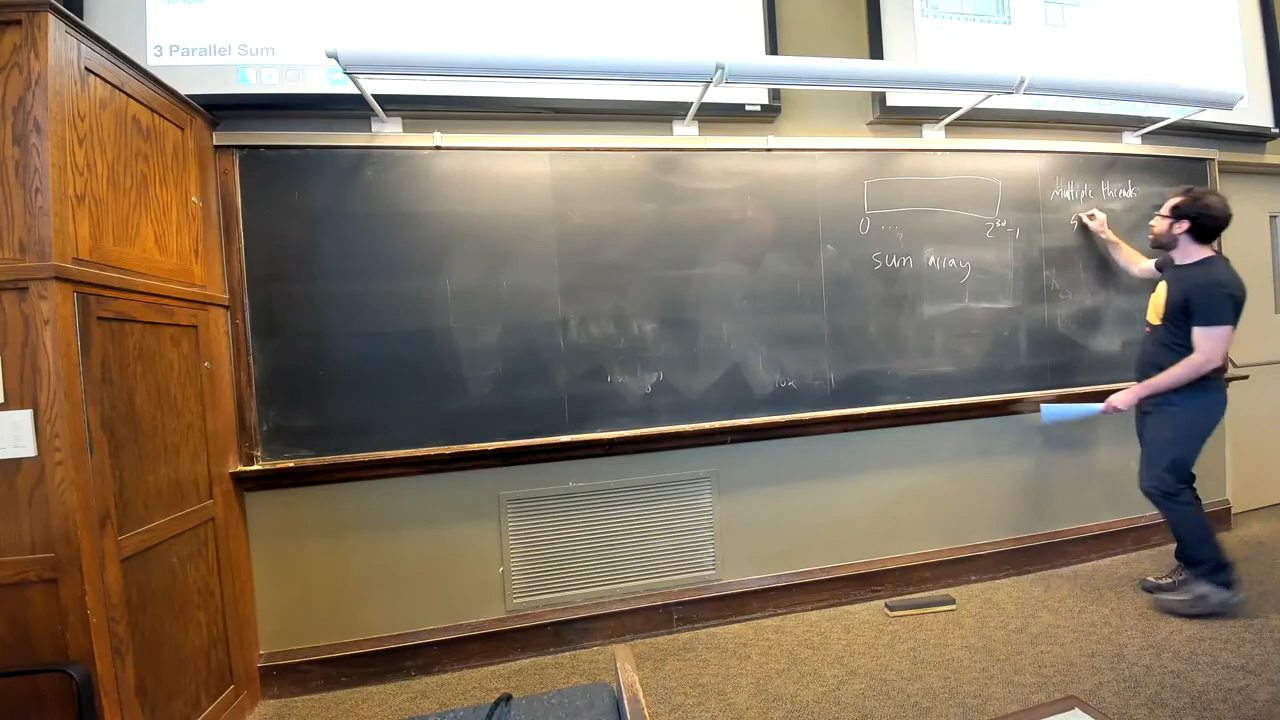 3 Parallel Sum
Multiple threads
0 ... 2^30-1
sum array